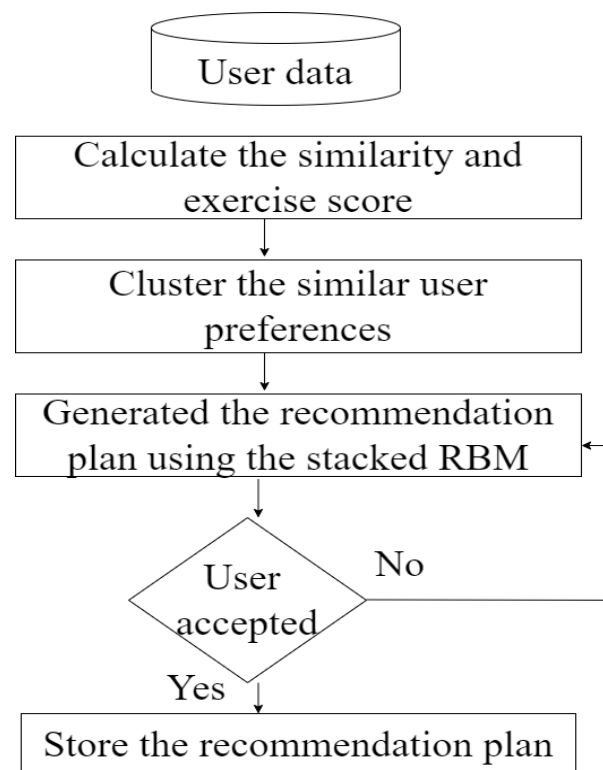 User data
Calculate the similarity and
exercise score
Cluster the similar user
preferences
Generated the recommendation
plan using the stacked RBM
User
accepted
No
Yes
Store the recommendation plan